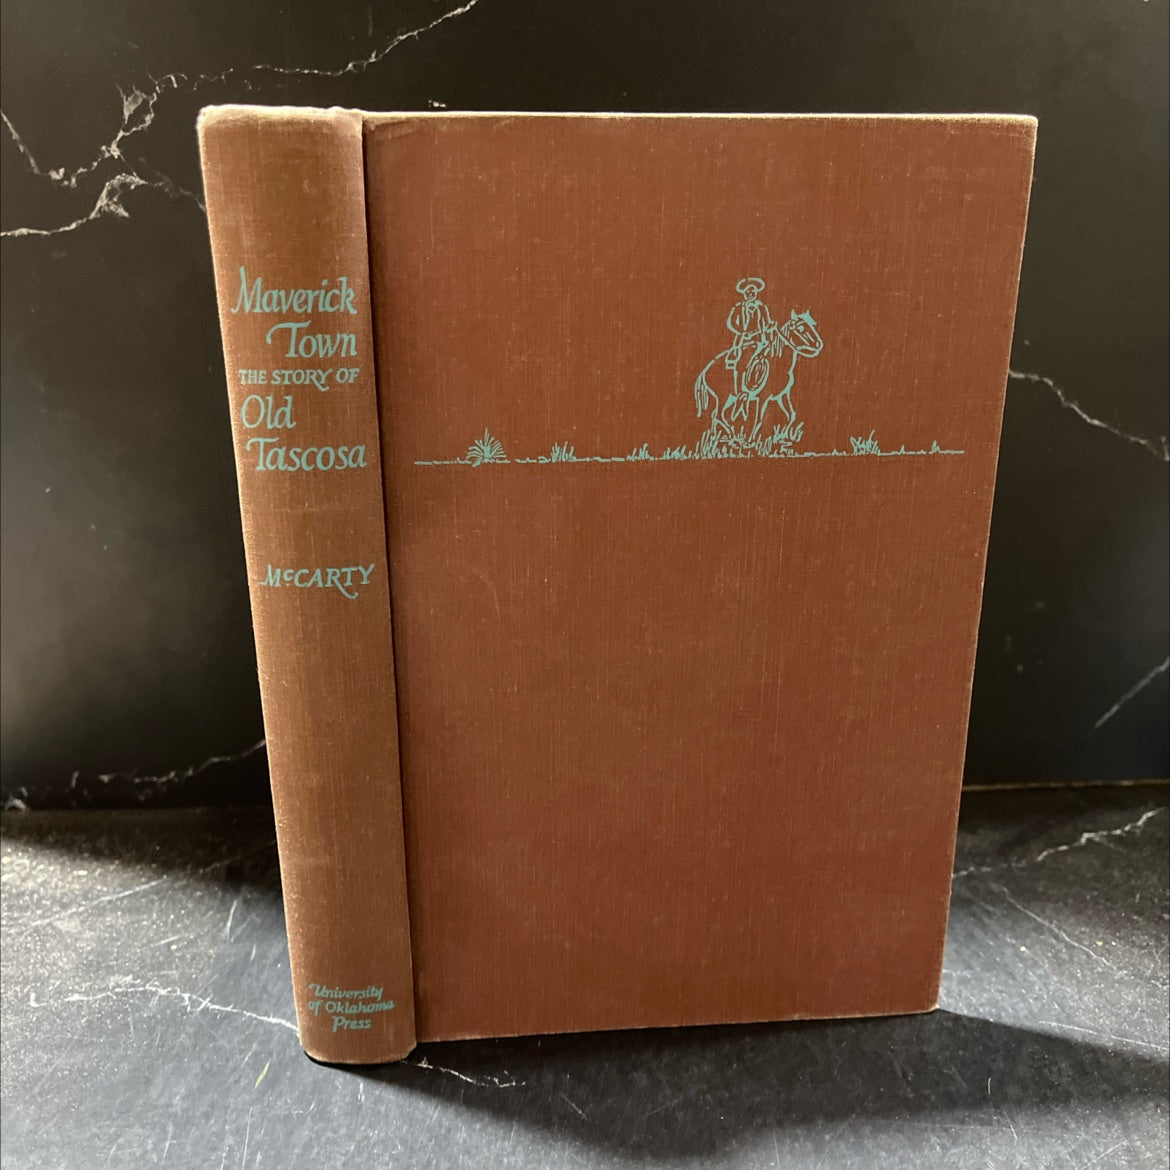 Maverick
Town
THE STORY OF
Old
Tascosa
McCARTY
University
of Oklahoma
Press